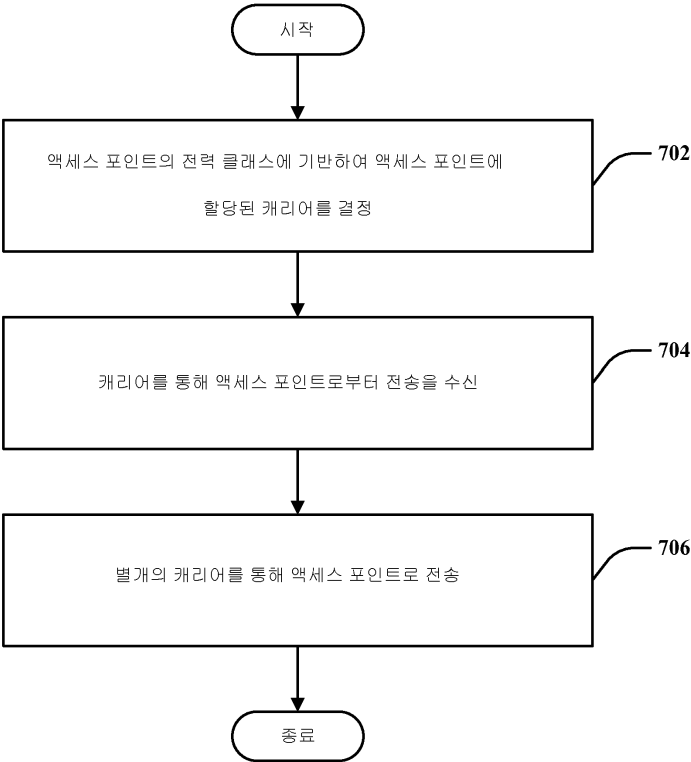 시작
액세스 포인트의 전력 클래스에 기반하여 액세스 포인트에
할당된 캐리어를 결정
702
캐리어를 통해 액세스 포인트로부터 전송을 수신
704
별개의 캐리어를 통해 액세스 포인트로 전송
706
종료